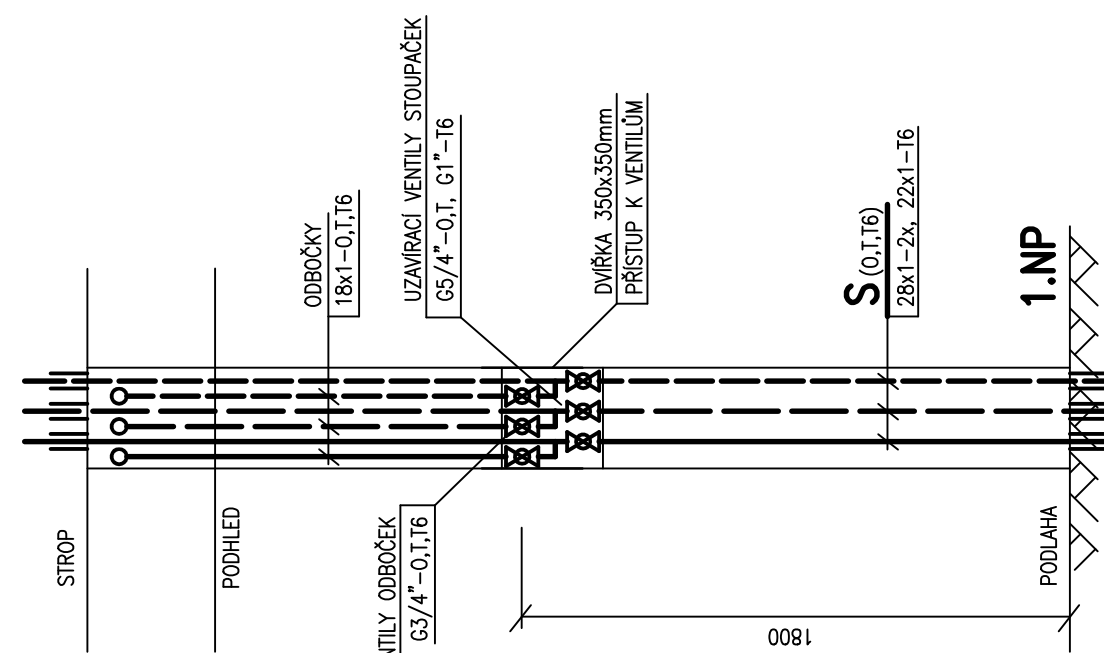 STROP
PODHLED
ODBOČKY
18x1-O,T,T6
UZAVÍRACÍ VENTILY STOUPAČEK
G5/4"-O,T, G1"-T6
DVÍŘKA 350x350mm
PŘÍSTUP K VENTILŮM
ODBOČEK
G3/4"-O,T,T6
S (O,T,T6)
28x1-2x, 22x1-T6
1.NP
PODLAHA
1800